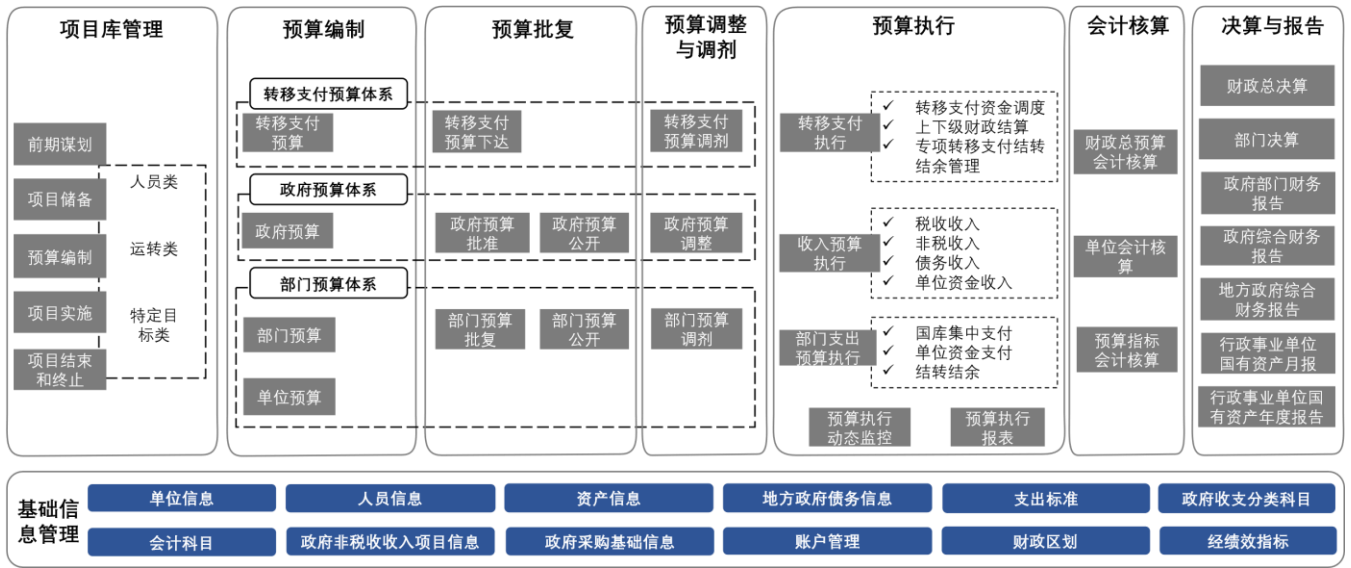 项目库管理
前期谋划
项目储备
预算编制
项目实施
项目结束
和终止
人员类
运转类
特定目
标类
预算编制
转移支付预算体系
转移支付
预算
政府预算体系
政府预算
部门预算体系
部门预算
单位预算
预算批复
转移支付
预算下达
政府预算
批准
政府预算
公开
部门预算
批复
部门预算
公开
预算调整
与调剂
转移支付
预算调剂
政府预算
调整
部门预算
调剂
预算执行
转移支付
执行
✓ 转移支付资金调度
✓ 上下级财政结算
✓ 专项转移支付结转
结余管理
收入预算
执行
✓ 税收收入
✓ 非税收入
✓ 债务收入
✓ 单位资金收入
部门支出
预算执行
✓ 国库集中支付
✓ 单位资金支付
✓ 结转结余
预算执行
动态监控
预算执行
报表
会计核算
财政总预算
会计核算
单位会计核
算
预算指标
会计核算
决算与报告
财政总决算
部门决算
政府部门财务
报告
政府综合财务
报告
地方政府综合
财务报告
行政事业单位
国有资产月报
行政事业单位国
有资产年度报告
基础信
息管理
单位信息
人员信息
资产信息
地方政府债务信息
支出标准
政府收支分类科目
会计科目
政府非税收收入项目信息
政府采购基础信息
账户管理
财政区划
经绩效指标